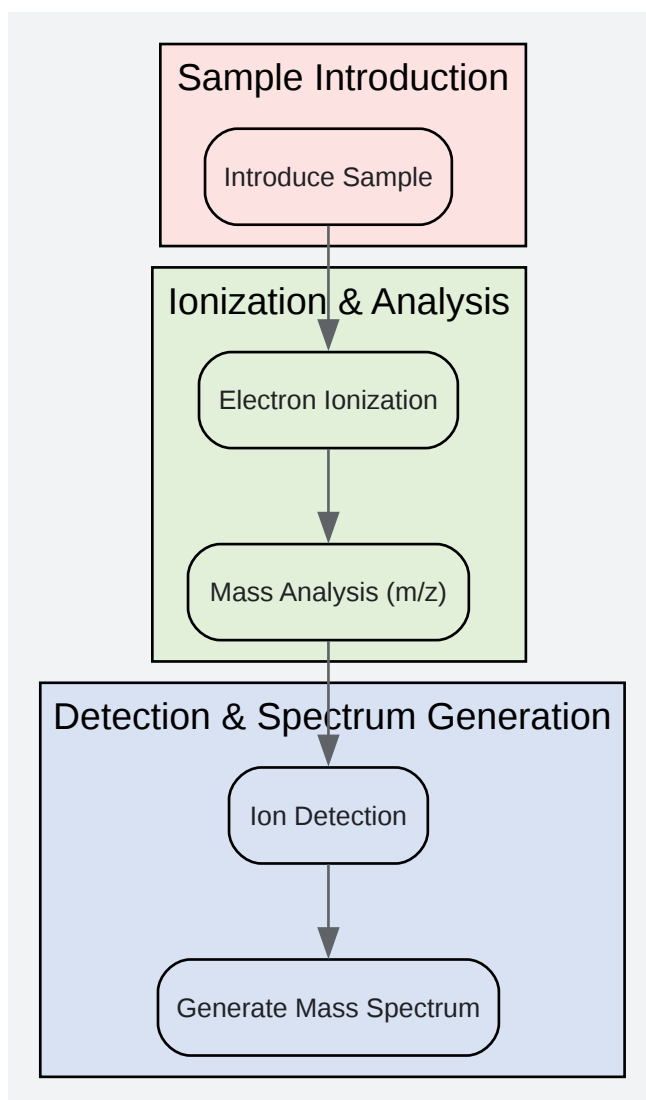 Sample Introduction
Introduce Sample
Ionization & Analysis
Electron Ionization
Mass Analysis (m/z)
Detection & Spectrum Generation
Ion Detection
Generate Mass Spectrum